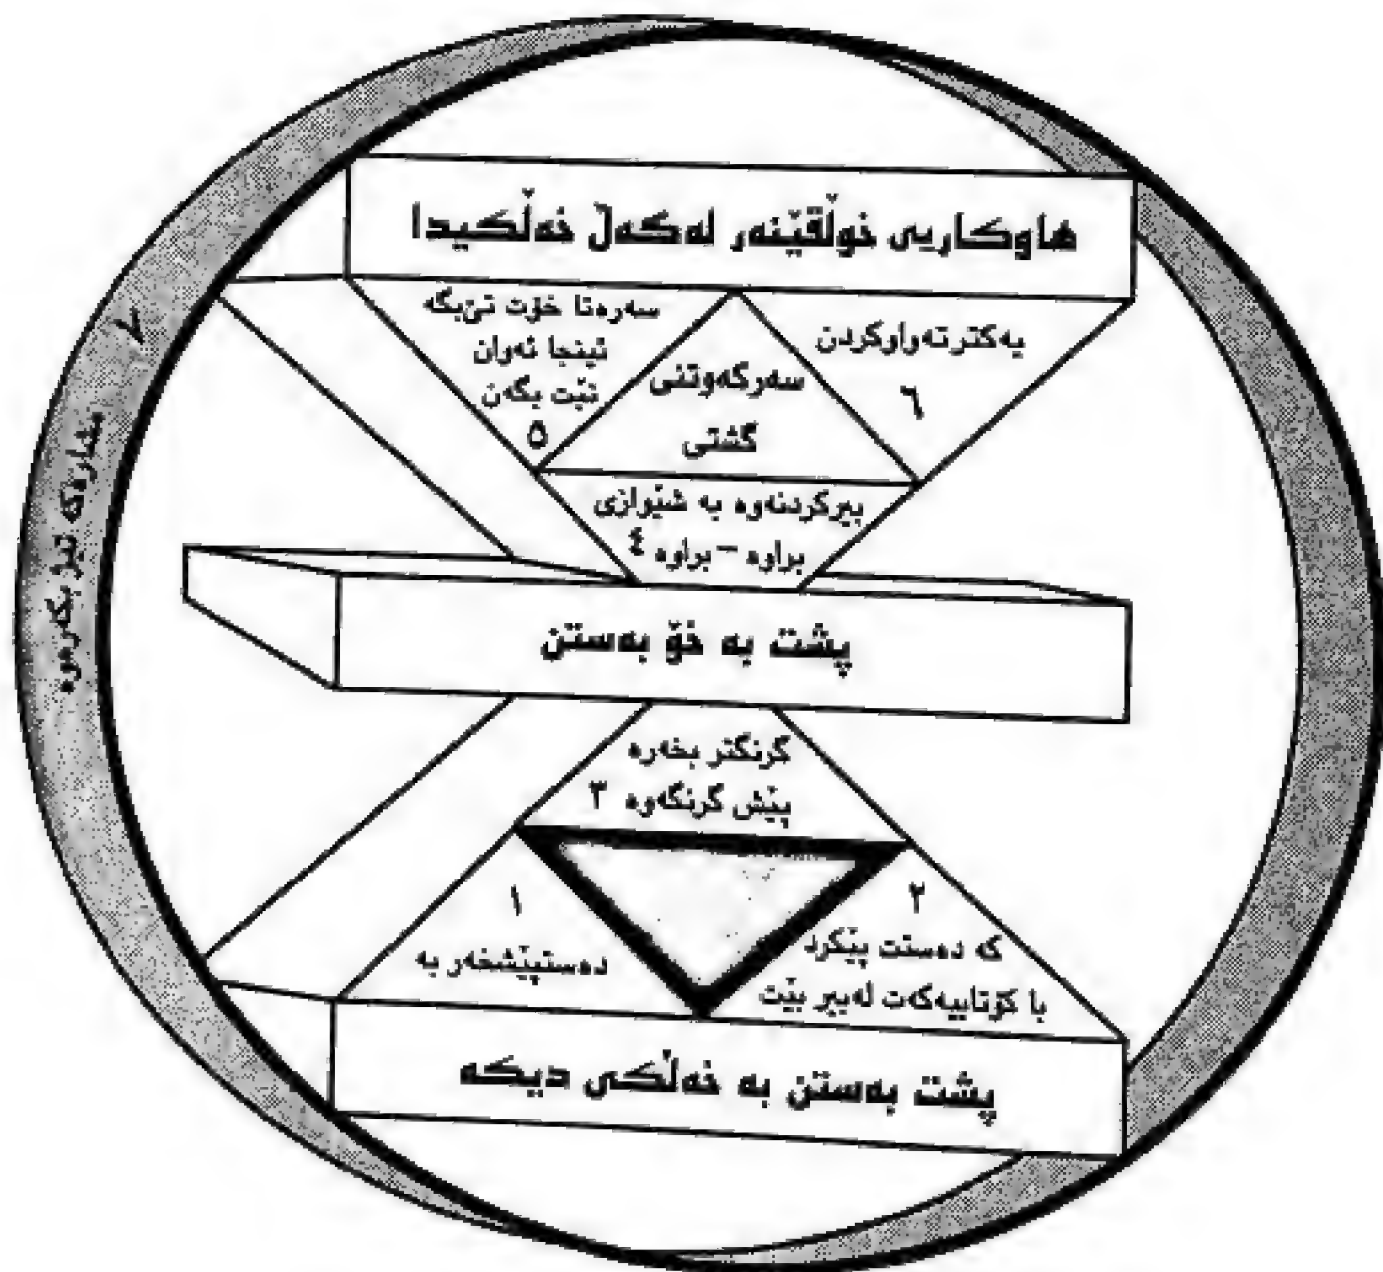 هاوکاریی خوڵقێنەر لەگەڵ خەڵکیدا
سەرەتا خۆت تێ‌بگە
ئینجا ئەوان
تێت بگەن
٥
سەرکەوتنی
گشتی
یەکترتەواوکردن
٦
بیرکردنەوە بە شێوازی
براوە – براوە ٤
پشت بە خۆ بەستن
گرنگتر بخەرە
پێش گرنگەوە ٣
١
دەستپێشخەر بە
٢
کە دەستت پێکرد
با کۆتاییەکەت لەبیر بێت
پشت بەستن بە خەڵکی دیکە
٧ مشارەکە تیژ بکەرەوە